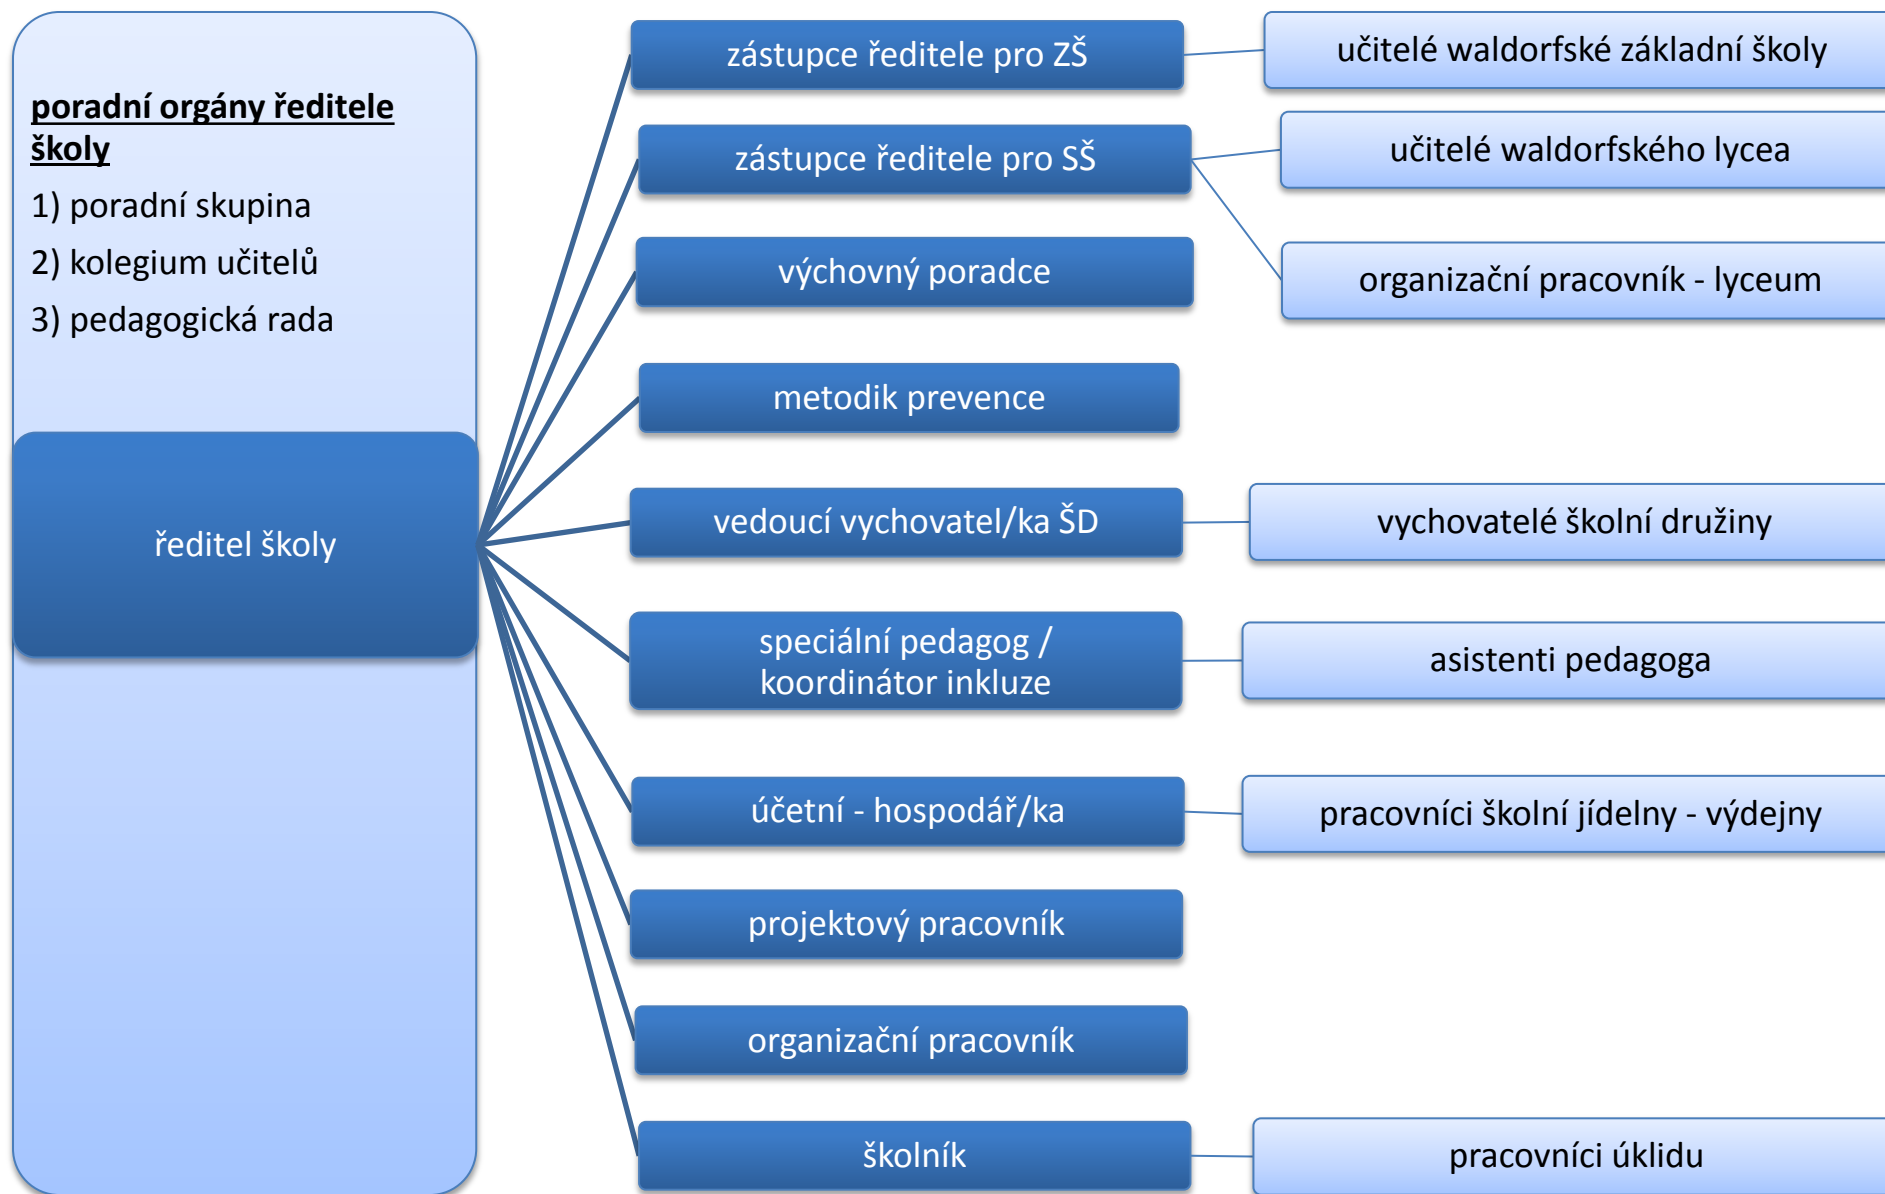 poradní orgány ředitele
školy
1) poradní skupina
2) kolegium učitelů
3) pedagogická rada
ředitel školy
zástupce ředitele pro ZŠ
učitelé waldorfské základní školy
zástupce ředitele pro SŠ
učitelé waldorfského lycea
organizační pracovník - lyceum
výchovný poradce
metodik prevence
vedoucí vychovatel/ka ŠD
vychovatelé školní družiny
speciální pedagog /
koordinátor inkluze
asistenti pedagoga
účetní - hospodář/ka
pracovníci školní jídelny - výdejny
projektový pracovník
organizační pracovník
školník
pracovníci úklidu